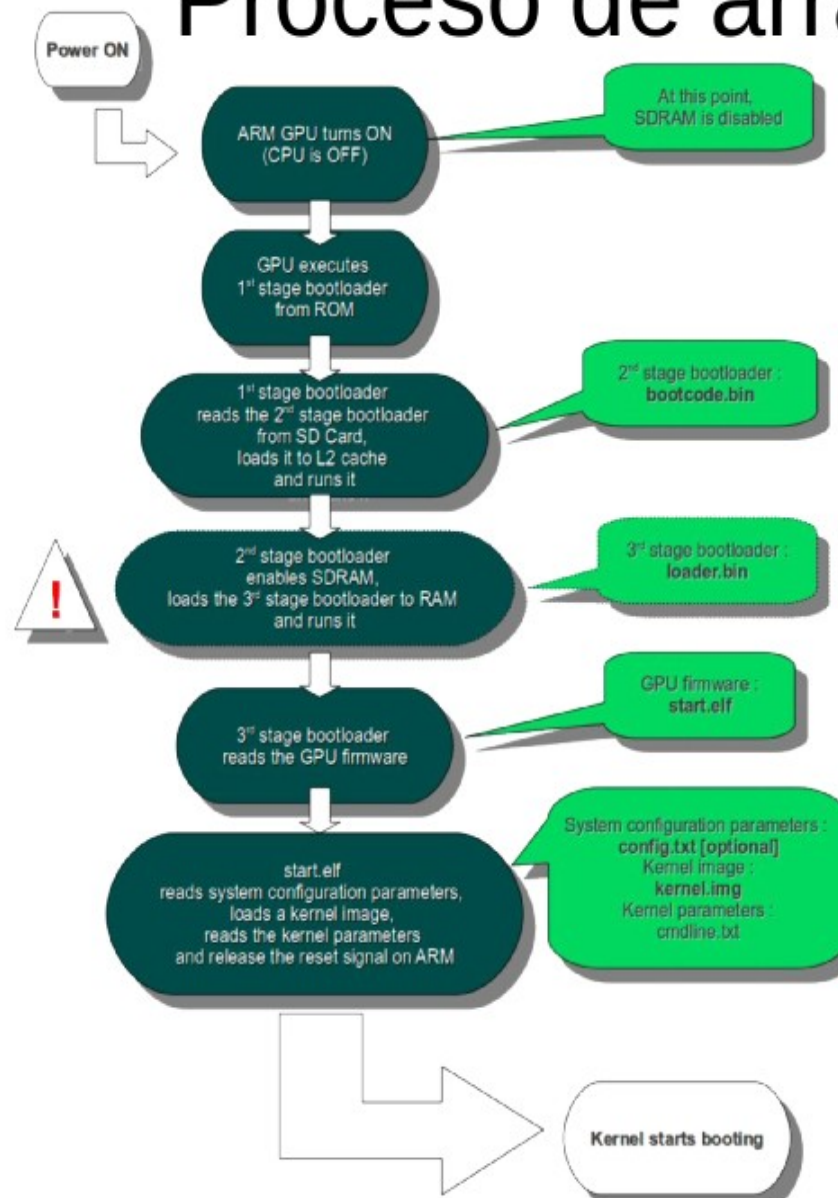 Proceso de arra
Power ON
ARM GPU turns ON
(CPU is OFF)
At this point,
SDRAM is disabled
GPU executes
1st stage bootloader
from ROM
1st stage bootloader
reads the 2nd stage bootloader
from SD Card,
loads it to L2 cache
and runs it
2nd stage bootloader :
bootcode.bin
!
2nd stage bootloader
enables SDRAM,
loads the 3rd stage bootloader to RAM
and runs it
3rd stage bootloader :
loader.bin
3rd stage bootloader
reads the GPU firmware
GPU firmware :
start.elf
start.elf
reads system configuration parameters,
loads a kernel image,
reads the kernel parameters
and release the reset signal on ARM
System configuration parameters :
config.txt [optional]
Kernel image :
kernel.img
Kernel parameters :
cmdline.txt
Kernel starts booting